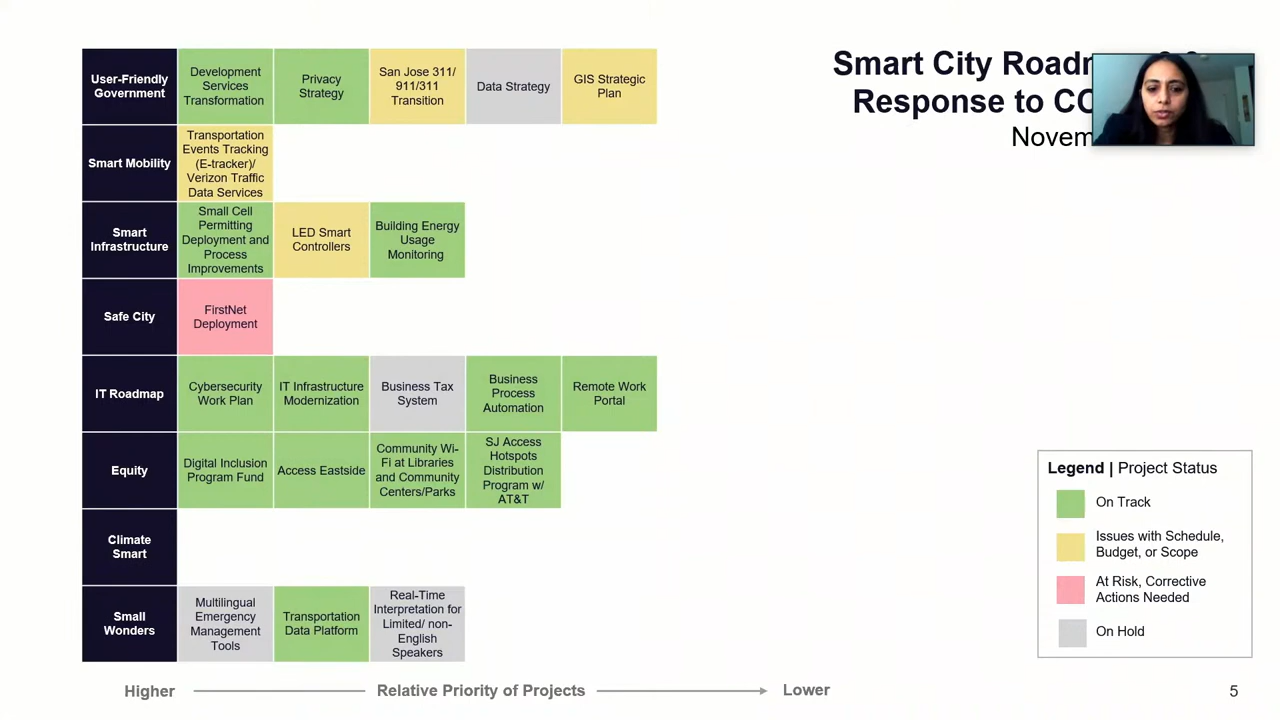 Smart City
Response to
User-Friendly
Government
Development
Services
Transformation
Privacy
Strategy
San Jose 311/
911/311
Transition
Data Strategy
GIS Strategic
Plan
Smart Mobility
Transportation
Events Tracking
(E-tracker)/
Verizon Traffic
Data Services
Smart
Infrastructure
Small Cell
Permitting
Deployment and
Process
Improvements
LED Smart
Controllers
Building Energy
Usage
Monitoring
Safe City
FirstNet
Deployment
IT Roadmap
Cybersecurity
Work Plan
IT Infrastructure
Modernization
Business Tax
System
Business
Process
Automation
Remote Work
Portal
Equity
Digital Inclusion
Program Fund
Access Eastside
Community Wi-
Fi at Libraries
and Community
Centers/Parks
SJ Access
Hotspots
Distribution
Program w/
AT&T
Climate
Smart
Small
Wonders
Multilingual
Emergency
Management
Tools
Transportation
Data Platform
Real-Time
Interpretation for
Limited/ non-
English
Speakers
Legend | Project Status
On Track
Issues with Schedule,
Budget, or Scope
At Risk, Corrective
Actions Needed
On Hold
Higher
Relative Priority of Projects
Lower
5